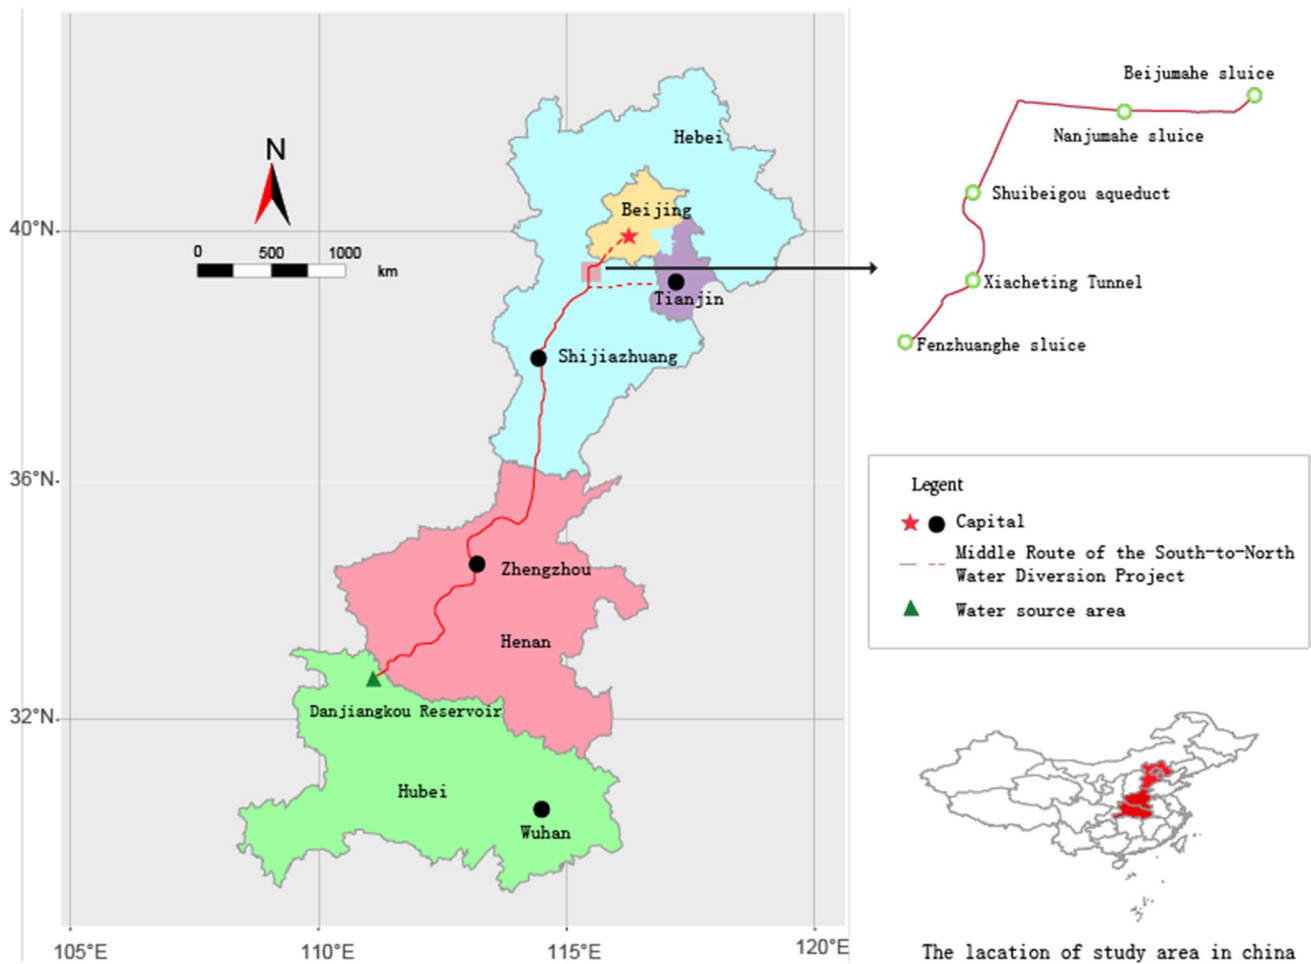 Beijumahe sluice
Nanjumahe sluice
Shuibeigou aqueduct
Xiacheting Tunnel
Fenzhuanghe sluice
N
0 500 1000
km
Hebei
Beijing
Tianjin
Shijiazhuang
Zhengzhou
Henan
Danjiangkou Reservoir
Hubei
Wuhan
40°N
36°N
32°N
105°E 110°E 115°E 120°E
Legent
Capital
Middle Route of the South-to-North
Water Diversion Project
Water source area
The lacation of study area in china